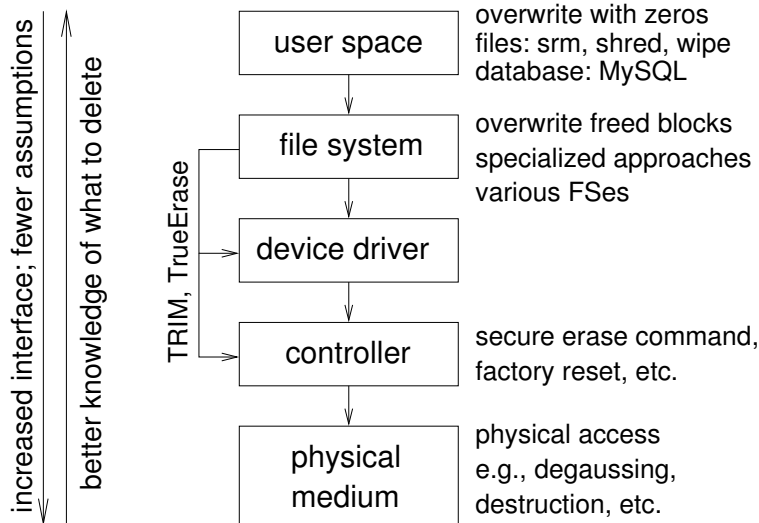 increased interface; fewer assumptions
better knowledge of what to delete
user space
overwrite with zeros
files: srm, shred, wipe
database: MySQL
file system
overwrite freed blocks
specialized approaches
various FSes
TRIM, TrueErase
device driver
controller
secure erase command,
factory reset, etc.
physical
medium
physical access
e.g., degaussing,
destruction, etc.